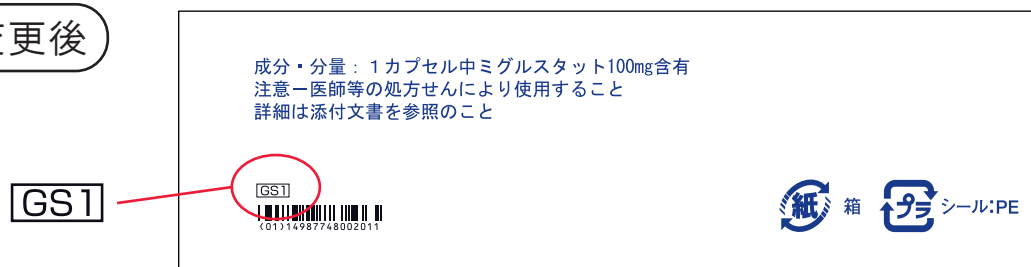 更後
成分・分量：１カプセル中ミグルスタット100mg含有
注意ー医師等の処方せんにより使用すること
詳細は添付文書を参照のこと
GS1
GS1
(01)14987748002011
紙 箱 プラ シール:PE